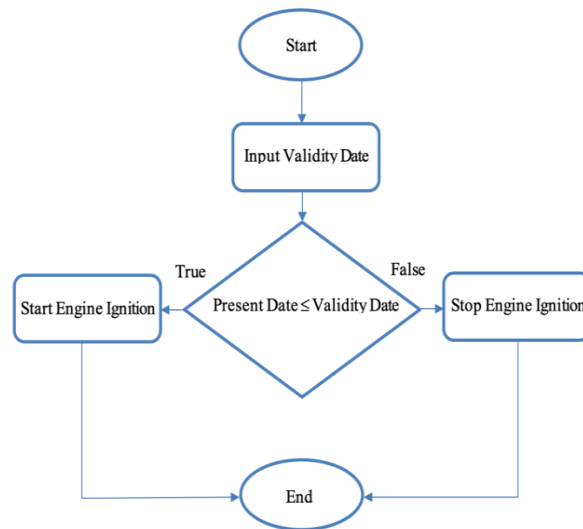 Start
Input Validity Date
True
False
Start Engine Ignition
Present Date ≤ Validity Date
Stop Engine Ignition
End